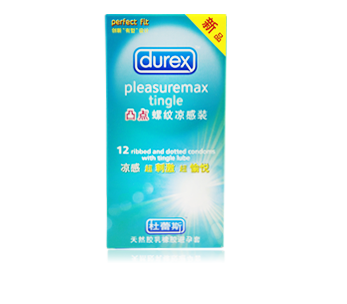 perfect fit
新品
durex
pleasuremax
tingle
凸点 螺纹凉感装
12 ribbed and dotted condoms
with tingle lube
凉感 超刺激 超愉悦
杜蕾斯
天然胶乳橡胶避孕套